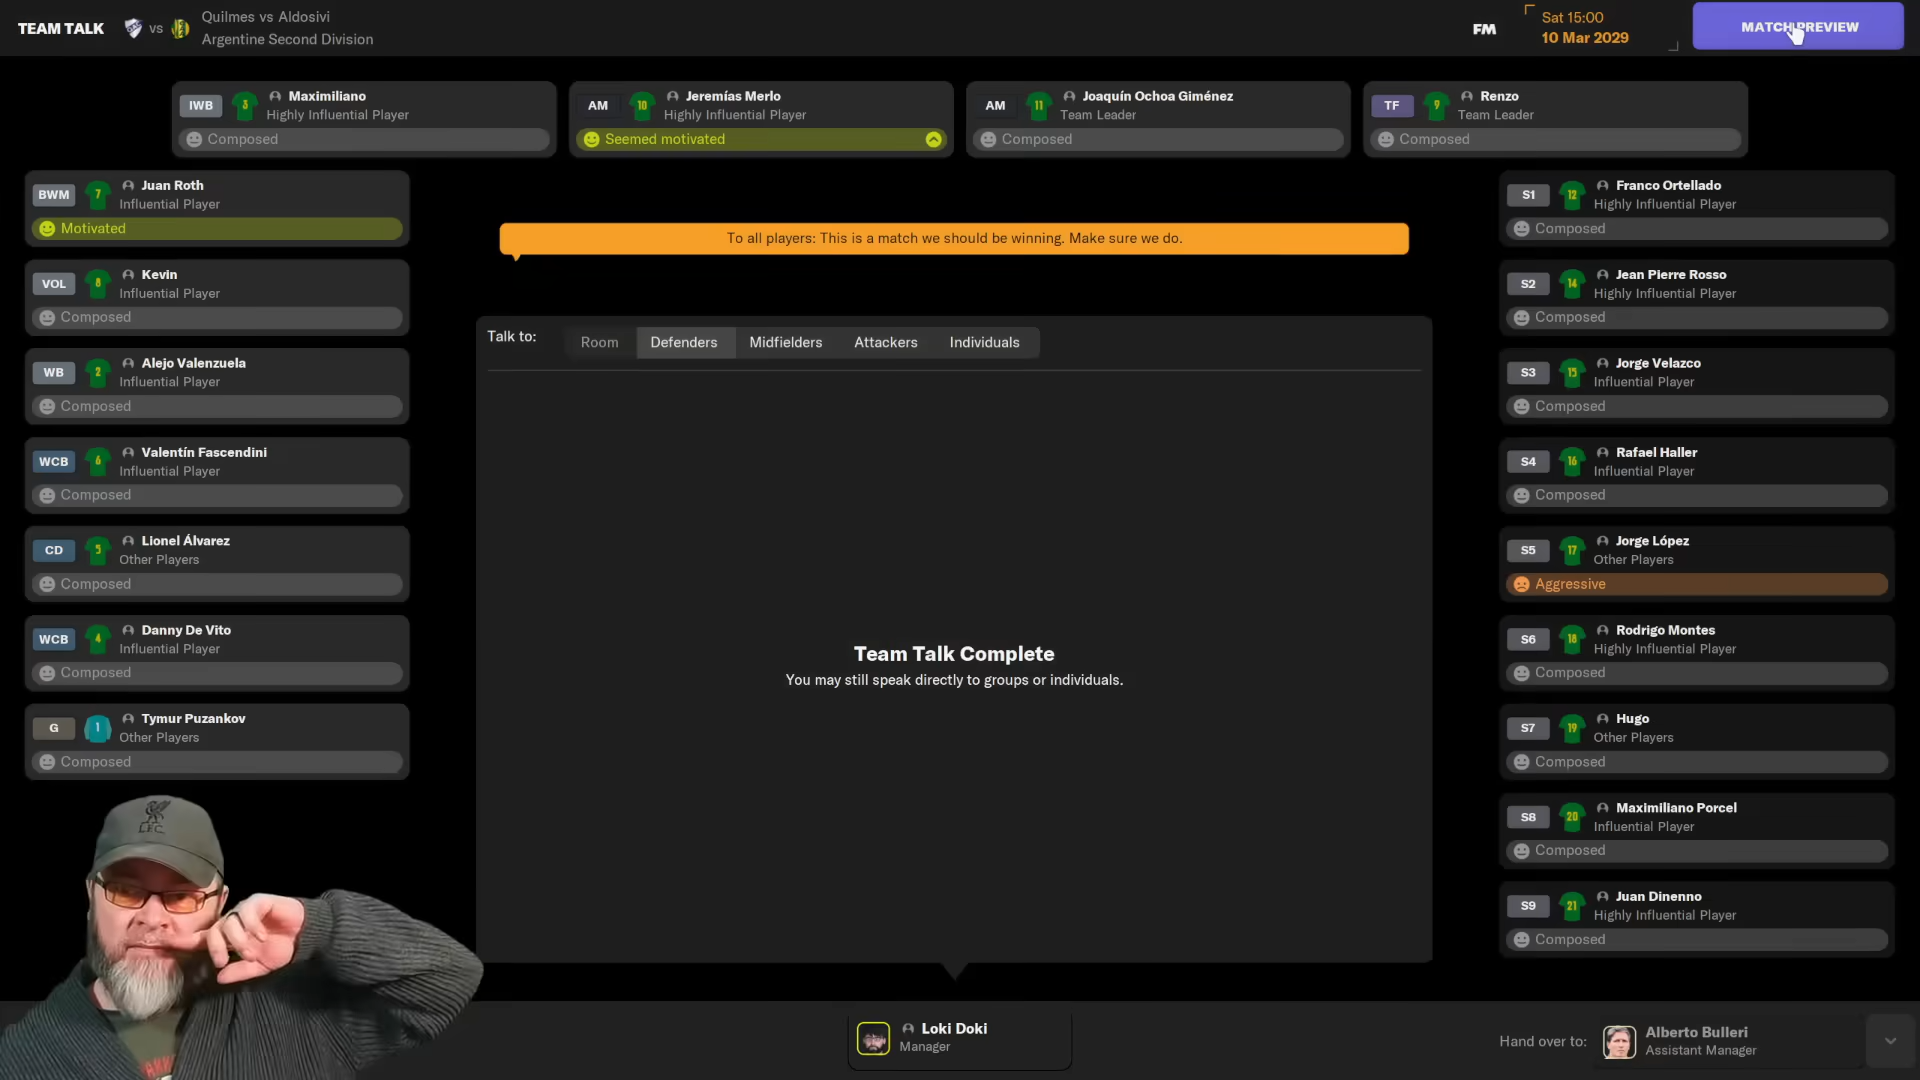 TEAM TALK
vs
Quilmes vs Aldosivi
Argentine Second Division
FM
Sat 15:00
10 Mar 2029
MATCH PREVIEW
IWB
3
Maximiliano
Highly Influential Player
Composed
AM
10
Jeremías Merlo
Highly Influential Player
Seemed motivated
AM
11
Joaquín Ochoa Giménez
Team Leader
Composed
TF
9
Renzo
Team Leader
Composed
BWM
7
Juan Roth
Influential Player
Motivated
VOL
8
Kevin
Influential Player
Composed
WB
2
Alejo Valenzuela
Influential Player
Composed
WCB
6
Valentín Fascendini
Influential Player
Composed
CD
5
Lionel Álvarez
Other Players
Composed
WCB
4
Danny De Vito
Influential Player
Composed
G
1
Tymur Puzankov
Other Players
Composed
To all players: This is a match we should be winning. Make sure we do.
Talk to:
Room
Defenders
Midfielders
Attackers
Individuals
Team Talk Complete
You may still speak directly to groups or individuals.
S1
12
Franco Ortellado
Highly Influential Player
Composed
S2
14
Jean Pierre Rosso
Highly Influential Player
Composed
S3
15
Jorge Velazco
Influential Player
Composed
S4
16
Rafael Haller
Influential Player
Composed
S5
17
Jorge López
Other Players
Aggressive
S6
18
Rodrigo Montes
Highly Influential Player
Composed
S7
19
Hugo
Other Players
Composed
S8
20
Maximiliano Porcel
Influential Player
Composed
S9
21
Juan Dinenno
Highly Influential Player
Composed
L.F.C.
Loki Doki
Manager
Hand over to:
Alberto Bulleri
Assistant Manager